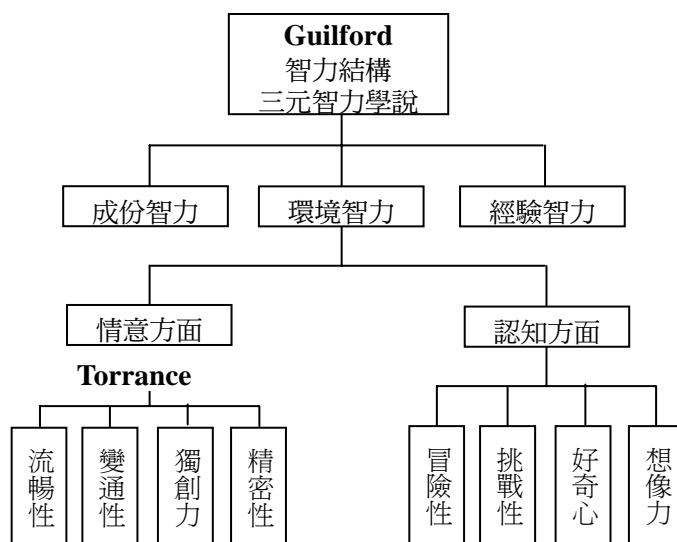 Guilford
智力結構
三元智力學說
成份智力
環境智力
經驗智力
情意方面
認知方面
Torrance
流暢性
變通性
獨創力
精密性
冒險性
挑戰性
好奇心
想像力